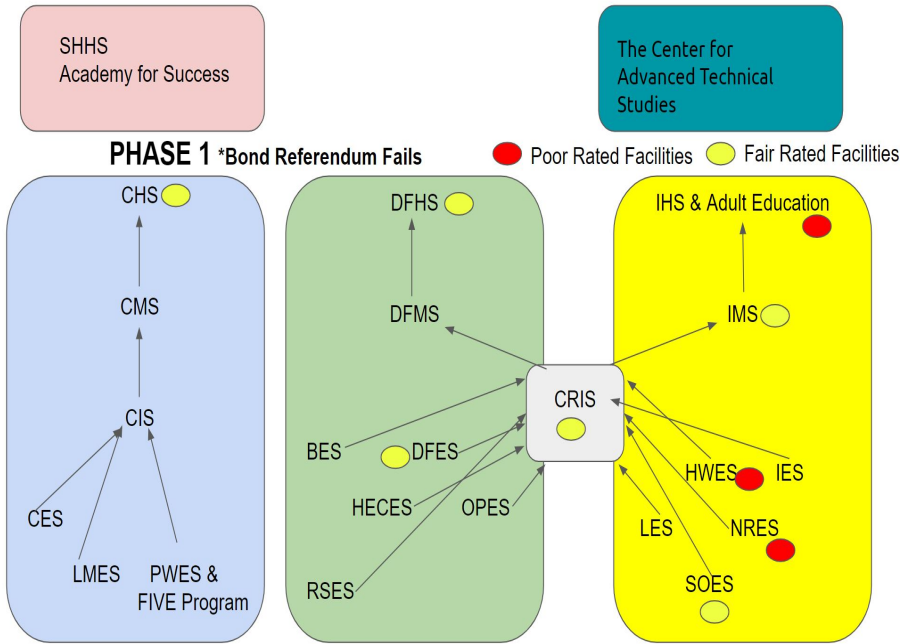 SHHS
Academy for Success
The Center for
Advanced Technical
Studies
PHASE 1 *Bond Referendum Fails
Poor Rated Facilities
Fair Rated Facilities
CHS
CMS
CIS
CES
LMES
PWES &
FIVE Program
DFHS
DFMS
BES
DFES
HECES
OPES
RSES
CRIS
IHS & Adult Education
IMS
HWES
IES
LES
NRES
SOES